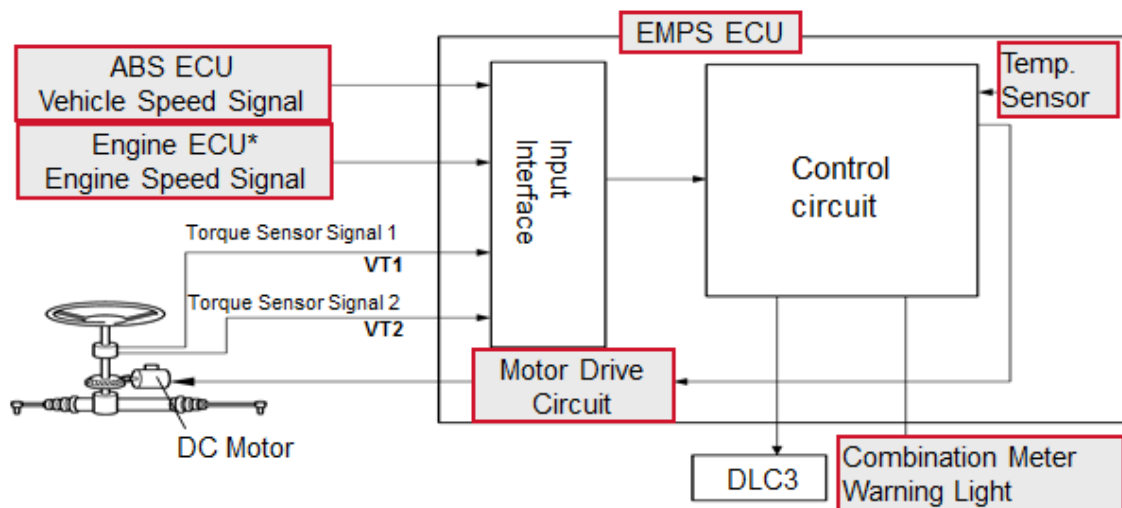 EMPS ECU
ABS ECU
Vehicle Speed Signal
Engine ECU*
Engine Speed Signal
Input
Interface
Control
circuit
Temp.
Sensor
Torque Sensor Signal 1
VT1
Torque Sensor Signal 2
VT2
Motor Drive
Circuit
DC Motor
DLC3
Combination Meter
Warning Light